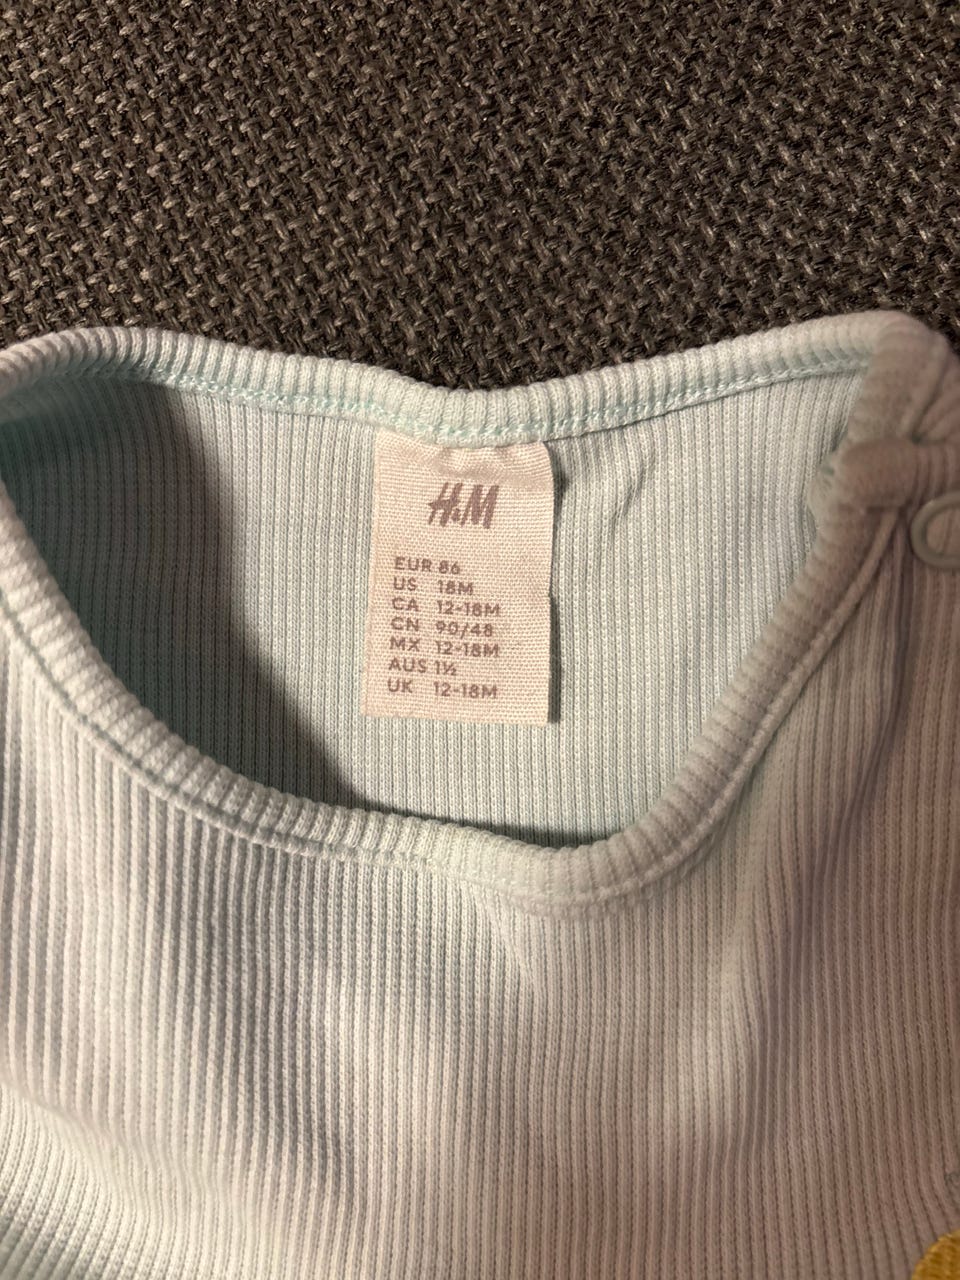 H&M
EUR 86
US 18M
CA 12-18M
CN 90/48
MX 12-18M
AUS 1½
UK 12-18M